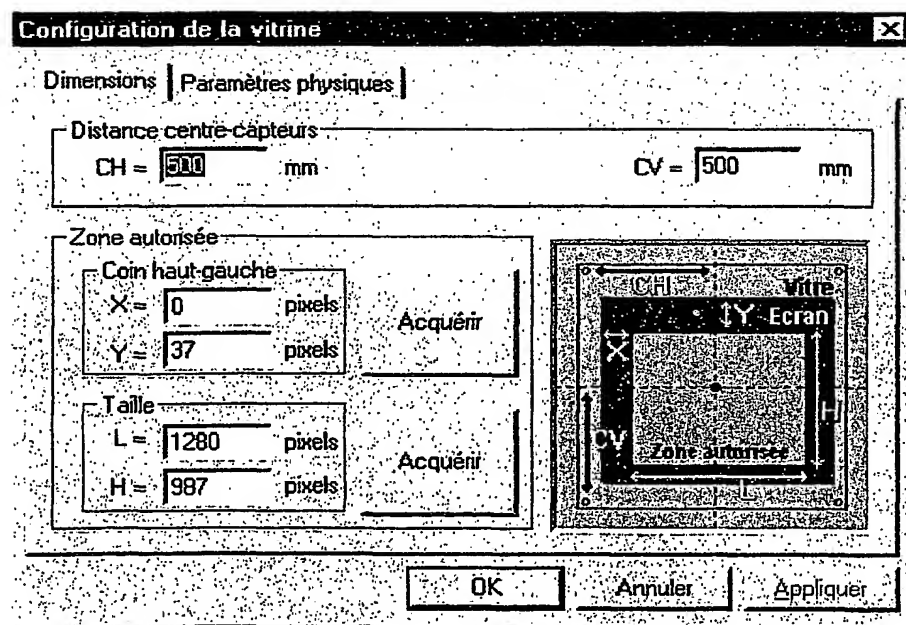 Configuration de la vitrine
Dimensions
Paramètres physiques
Distance centre-capteurs
CH = 500 mm
CV = 500 mm
Zone autorisée
Coin haut-gauche
X = 0 pixels
Y = 37 pixels
Acquérir
Taille
L = 1280 pixels
H = 987 pixels
Acquérir
CH
Vitre
Y
Ecran
X
H
CV
Zone autorisée
L
OK
Annuler
Appliquer